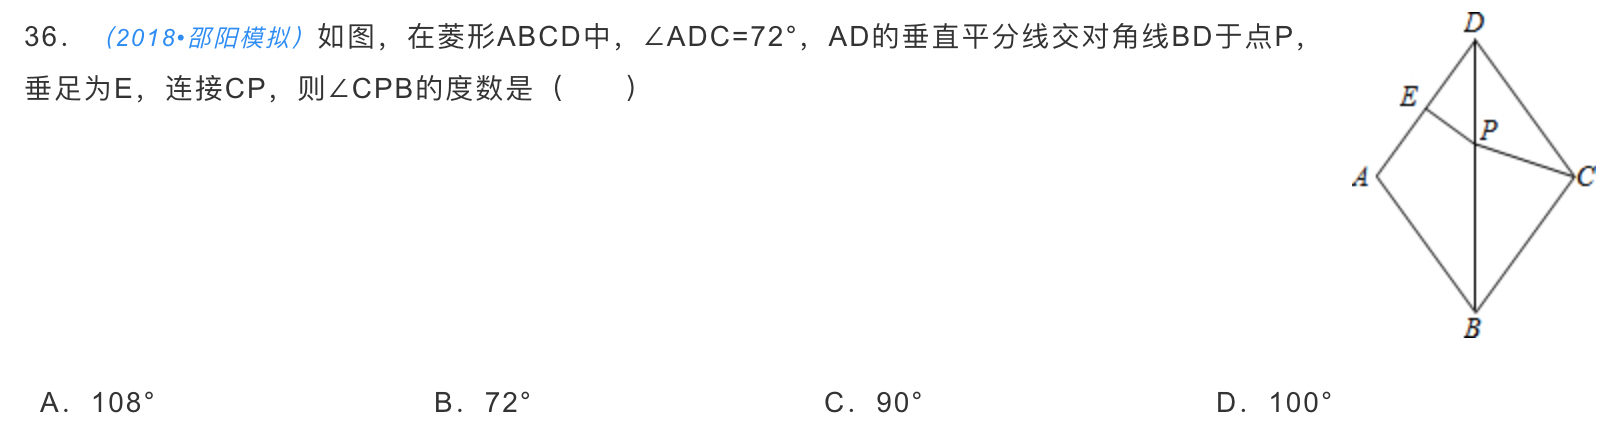 36. （2018•邵阳模拟）如图，在菱形ABCD中，∠ADC=72°，AD的垂直平分线交对角线BD于点P，
垂足为E，连接CP，则∠CPB的度数是（　　）
D
E
P
A
C
B
A. 108°
B. 72°
C. 90°
D. 100°